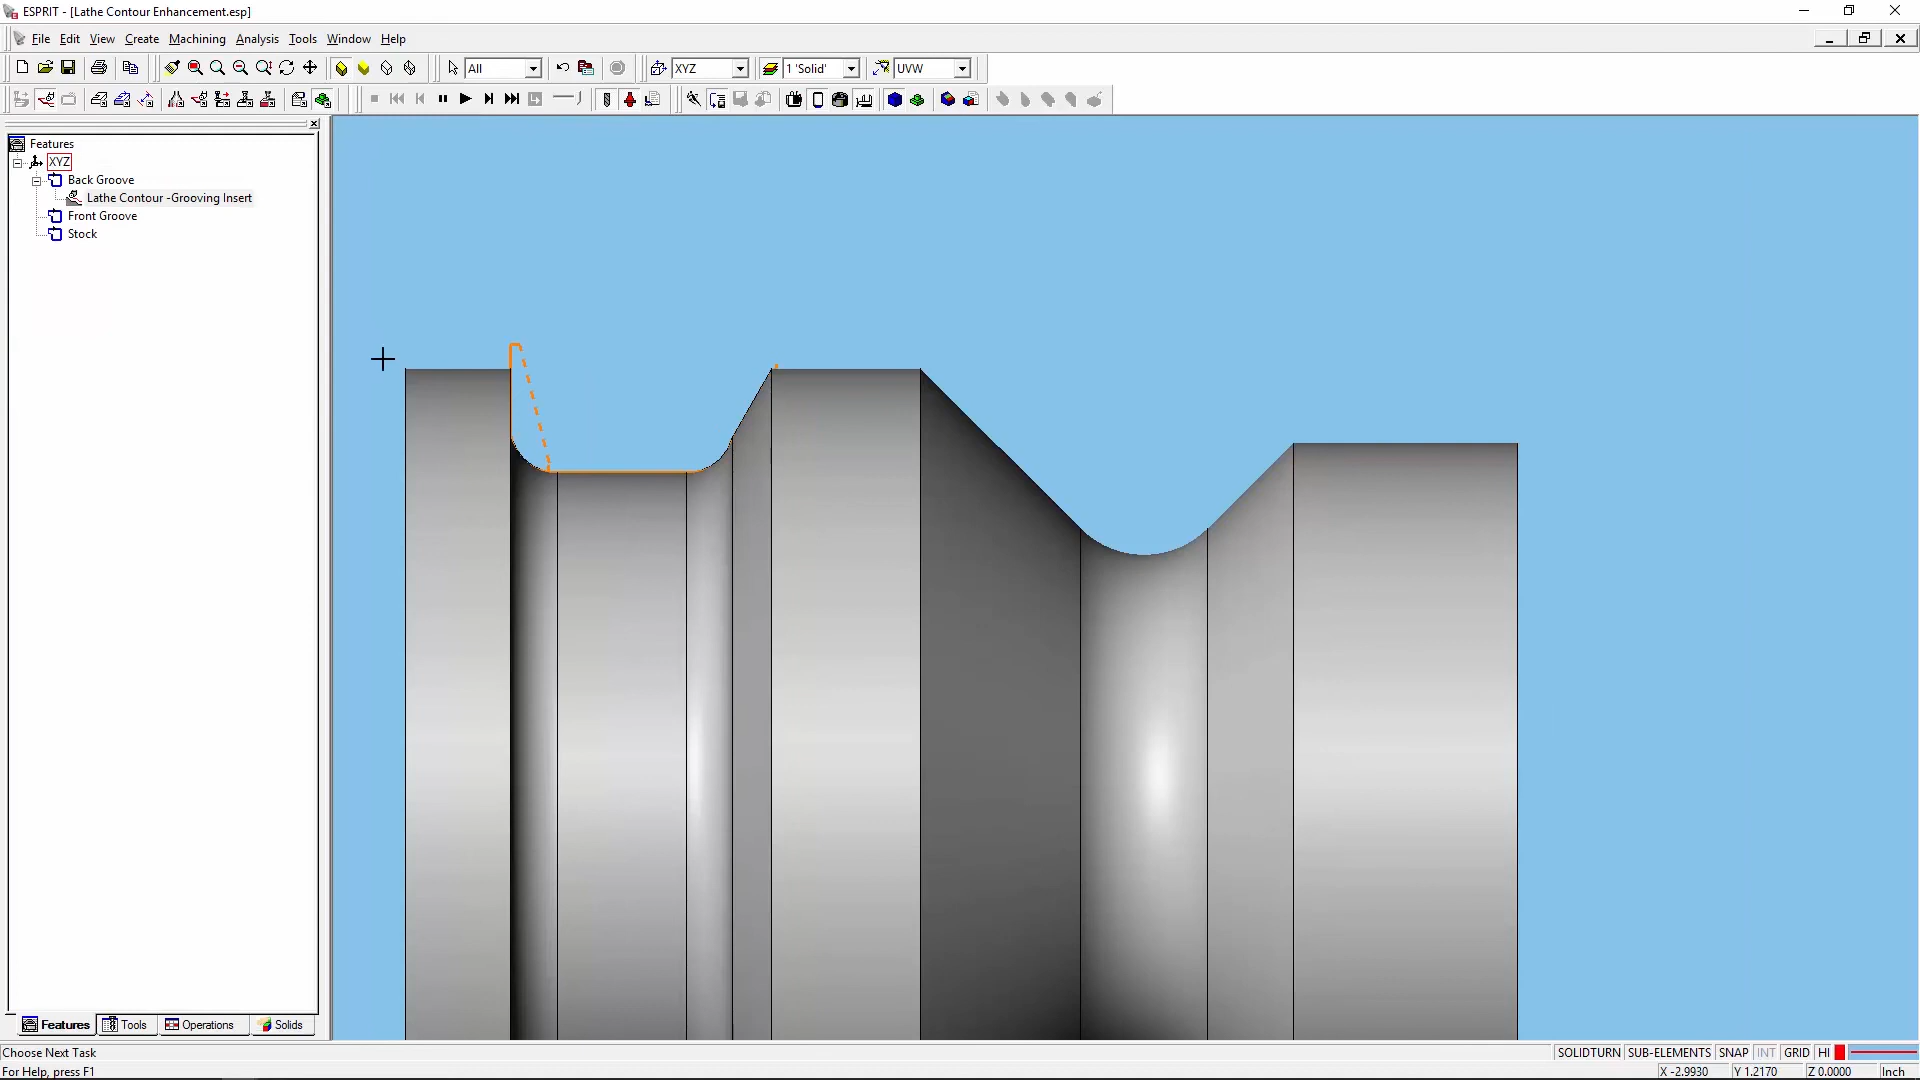 ESPRIT - [Lathe Contour Enhancement.esp]
File Edit View Create Machining Analysis Tools Window Help
All XYZ 1 'Solid' UVW
Features
XYZ
Back Groove
Lathe Contour -Grooving Insert
Front Groove
Stock
Features Tools Operations Solids
Choose Next Task SOLIDTURN SUB-ELEMENTS SNAP INT GRID HI
For Help, press F1 X -2.9930 Y 1.2170 Z 0.0000 Inch